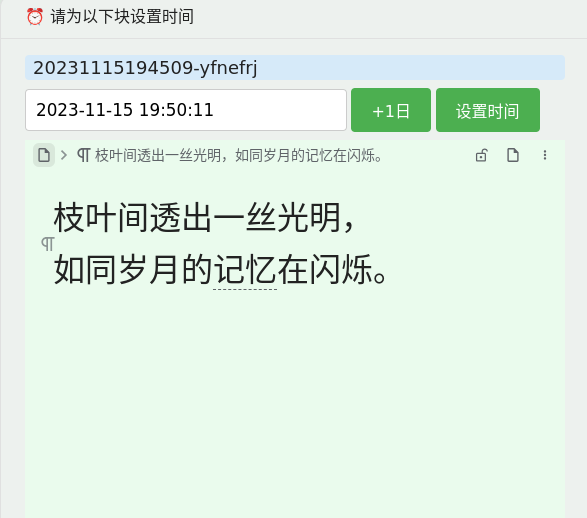 ⏰ 请为以下块设置时间
20231115194509-yfnefrj
2023-11-15 19:50:11
+1日
设置时间
枝叶间透出一丝光明，如同岁月的记忆在闪烁。
枝叶间透出一丝光明，
如同岁月的记忆在闪烁。